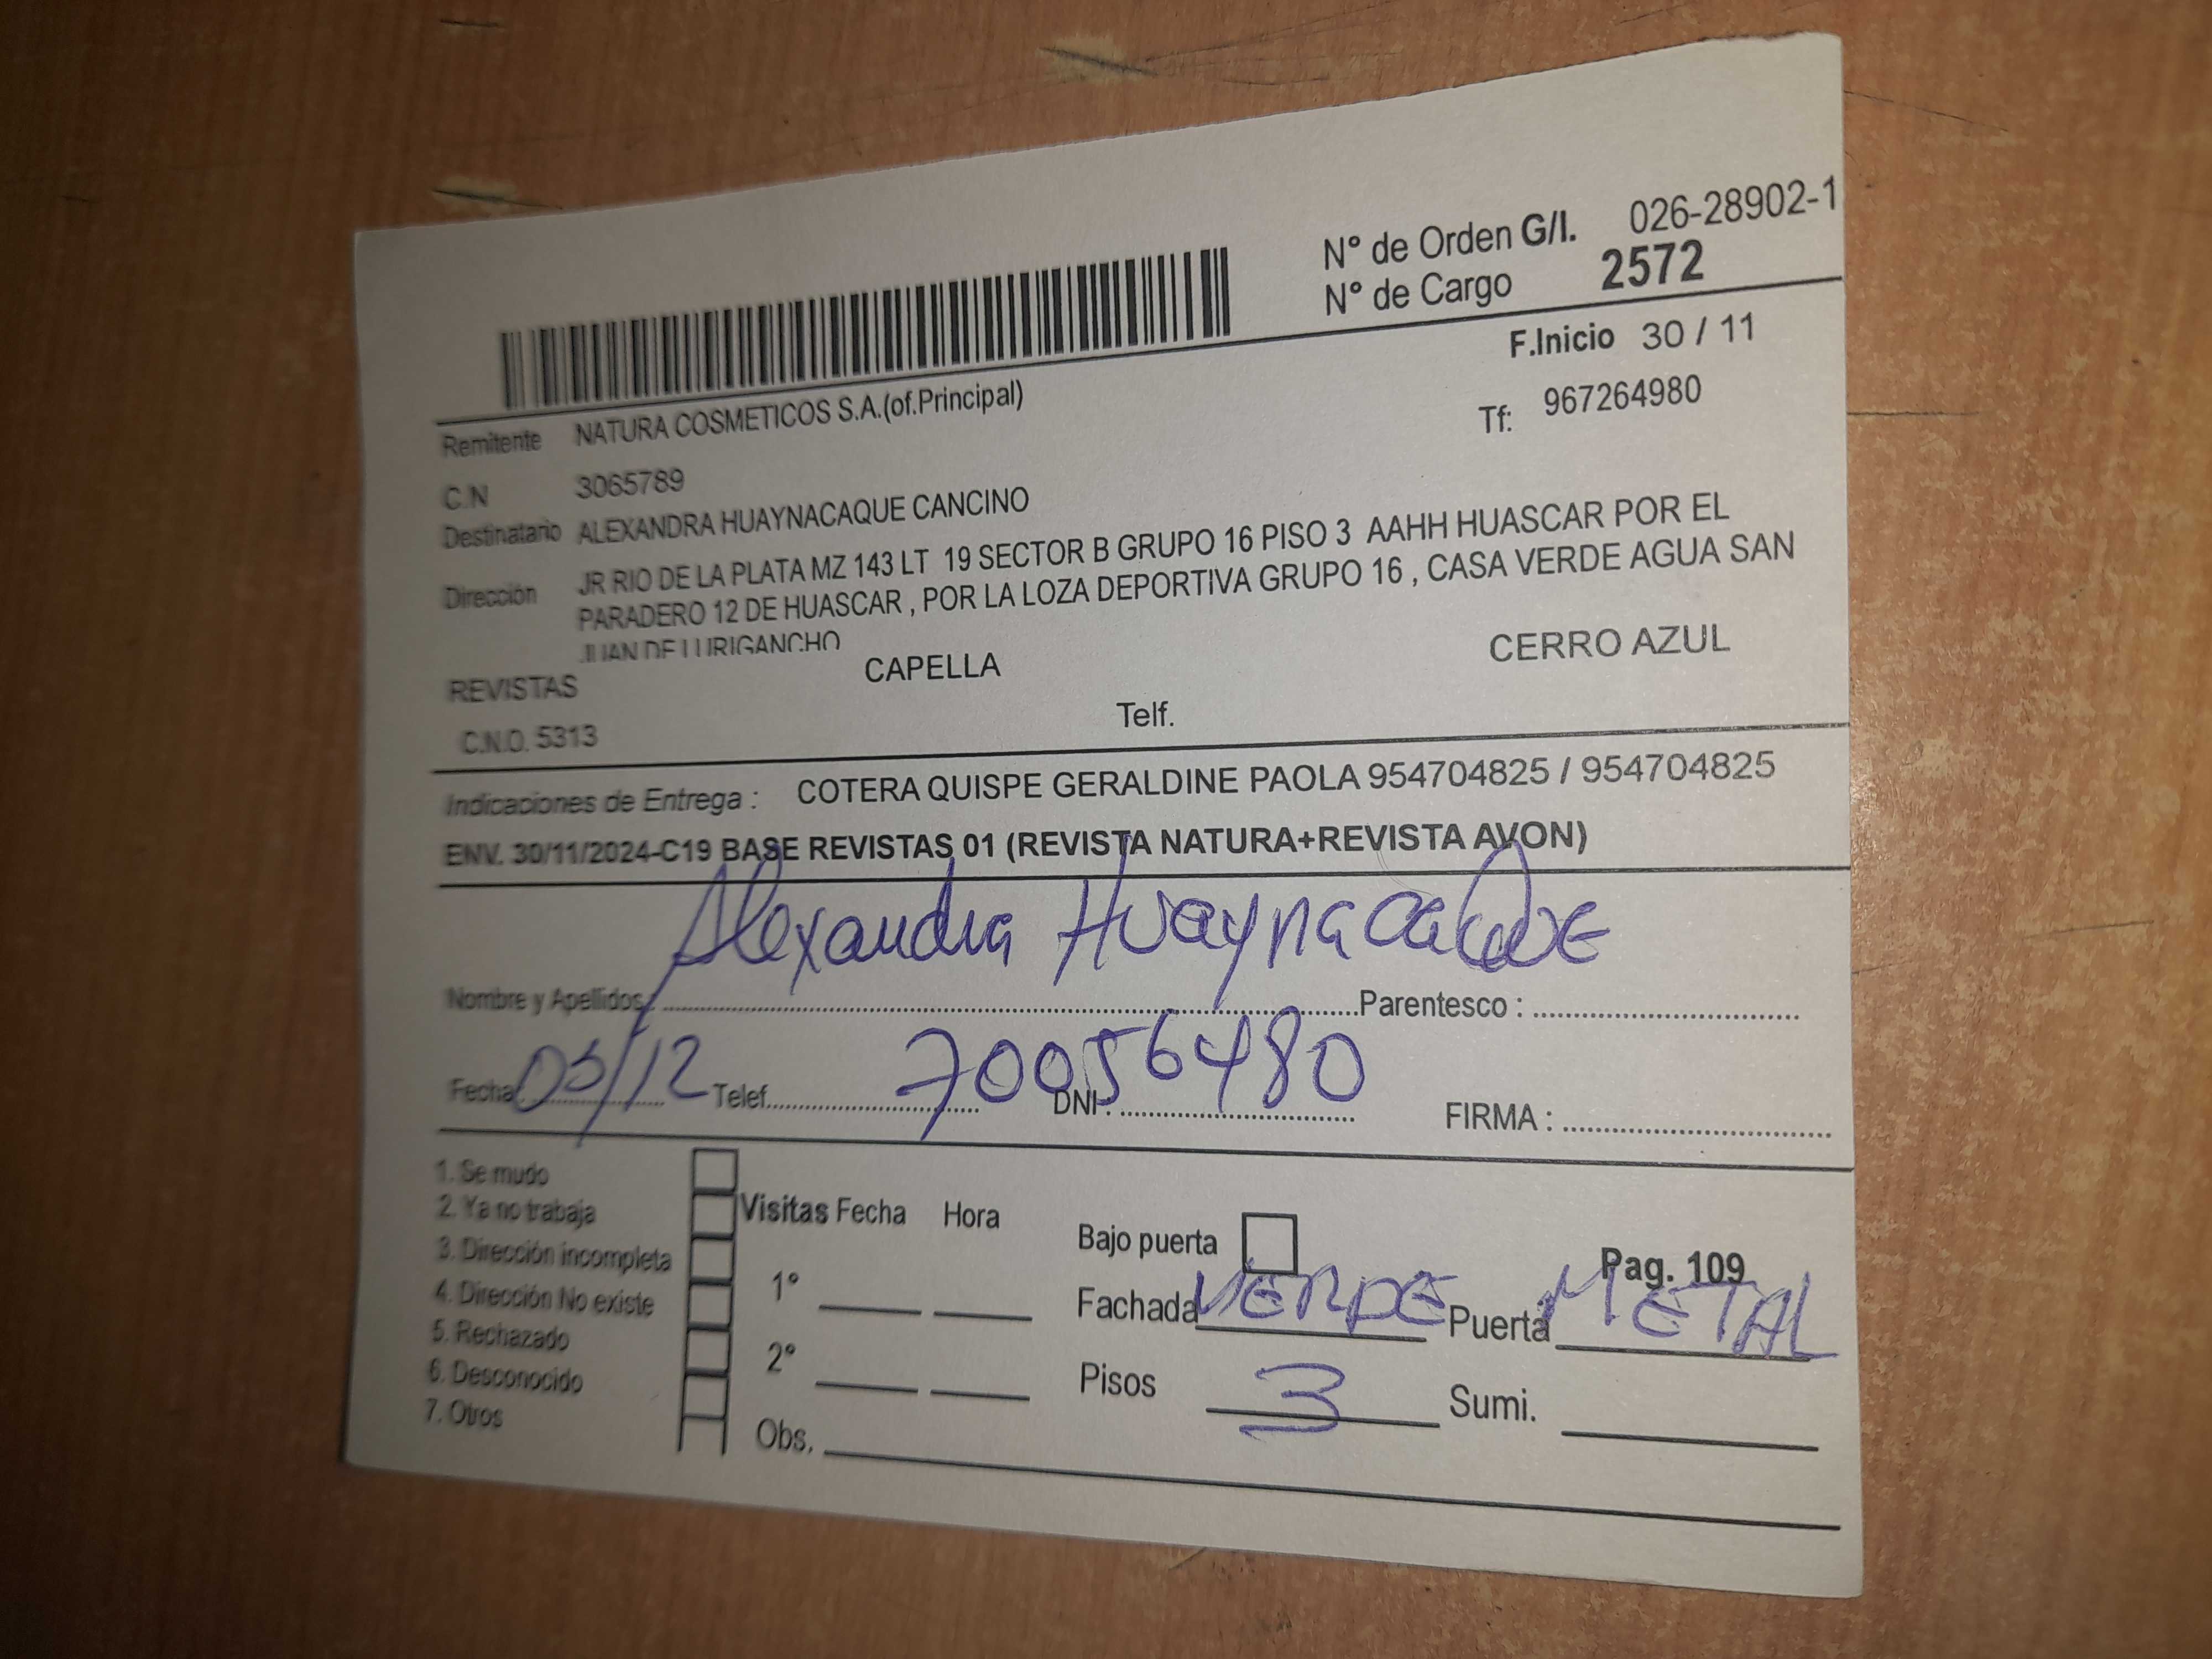 N° de Orden G/I. 026-28902-1
N° de Cargo 2572
F.Inicio 30 / 11
Remitente NATURA COSMETICOS S.A.(of.Principal)
Tf: 967264980
C.N 3065789
Destinatario ALEXANDRA HUAYNACAQUE CANCINO
Dirección JR RIO DE LA PLATA MZ 143 LT 19 SECTOR B GRUPO 16 PISO 3 AAHH HUASCAR POR EL
PARADERO 12 DE HUASCAR , POR LA LOZA DEPORTIVA GRUPO 16 , CASA VERDE AGUA SAN
JUAN DE LURIGANCHO
REVISTAS CAPELLA CERRO AZUL
C.N.O. 5313 Telf.
Indicaciones de Entrega : COTERA QUISPE GERALDINE PAOLA 954704825 / 954704825
ENV. 30/11/2024-C19 BASE REVISTAS 01 (REVISTA NATURA+REVISTA AVON)
Alexandra Huaynacaque
Nombre y Apellidos: Parentesco :
Fecha 05/12 Telef. DNI : 70056480 FIRMA :
1. Se mudo
2. Ya no trabaja
3. Dirección incompleta
4. Dirección No existe
5. Rechazado
6. Desconocido
7. Otros
Visitas Fecha Hora
1°
2°
Obs.
Bajo puerta
Pag. 109
Fachada VERDE Puerta METAL
Pisos 3 Sumi.